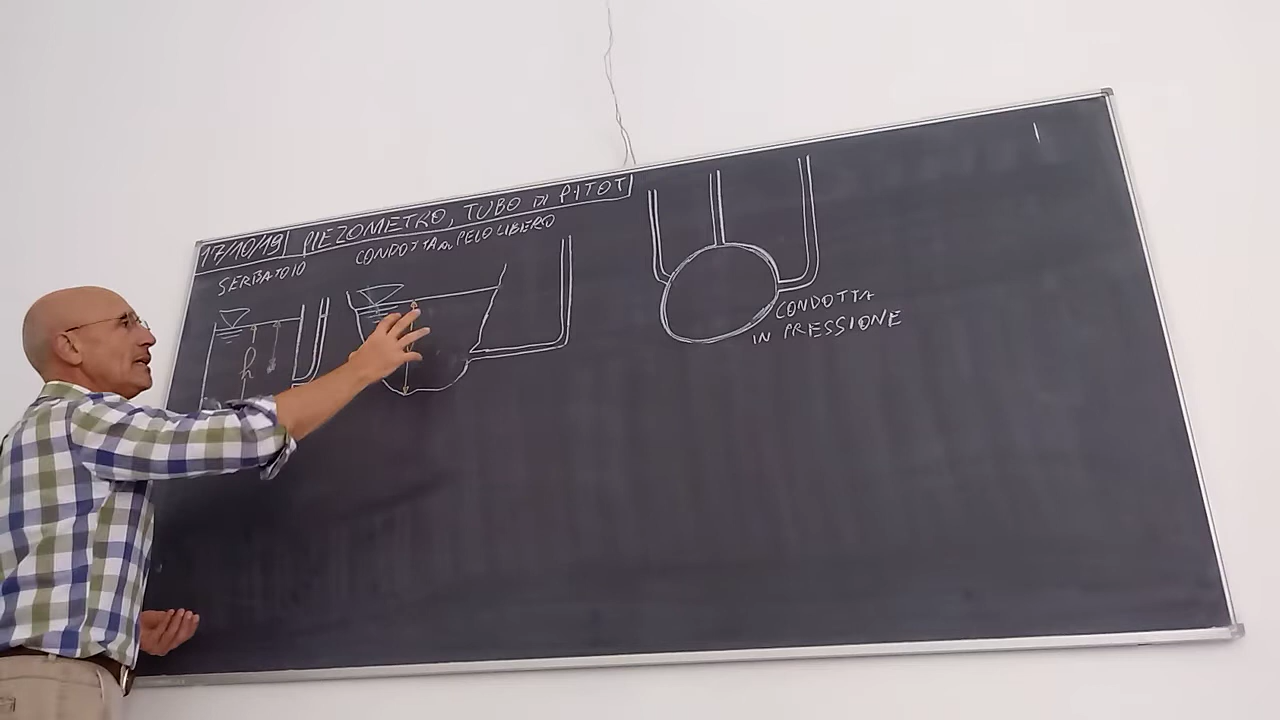 17/10/19 PIEZOMETRO, TUBO DI PITOT
SERBATOIO
CONDOTTA A PELO LIBERO
h
CONDOTTA
IN PRESSIONE